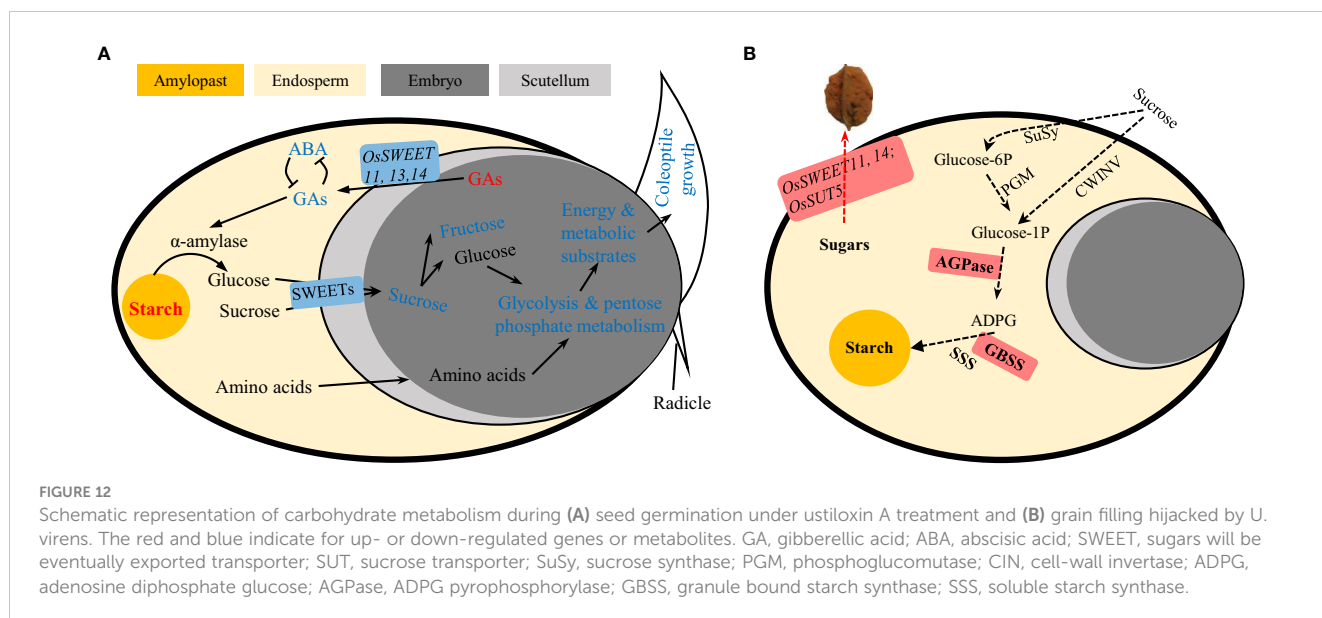 A
Amylopast
Endosperm
Embryo
Scutellum
ABA
GAs
OsSWEET
11, 13,14
GAs
α-amylase
Glucose
Starch
Sucrose
SWEETs
Sucrose
Fructose
Glucose
Energy &
metabolic
substrates
Glycolysis & pentose
phosphate metabolism
Coleoptile
growth
Amino acids
Amino acids
Radicle
B
Sucrose
SuSy
Glucose-6P
PGM
CWINV
OsSWEET11, 14;
OsSUT5
Sugars
Glucose-1P
AGPase
ADPG
Starch
SSS
GBSS
FIGURE 12
Schematic representation of carbohydrate metabolism during (A) seed germination under ustiloxin A treatment and (B) grain filling hijacked by U.
virens. The red and blue indicate for up- or down-regulated genes or metabolites. GA, gibberellic acid; ABA, abscisic acid; SWEET, sugars will be
eventually exported transporter; SUT, sucrose transporter; SuSy, sucrose synthase; PGM, phosphoglucomutase; CIN, cell-wall invertase; ADPG,
adenosine diphosphate glucose; AGPase, ADPG pyrophosphorylase; GBSS, granule bound starch synthase; SSS, soluble starch synthase.